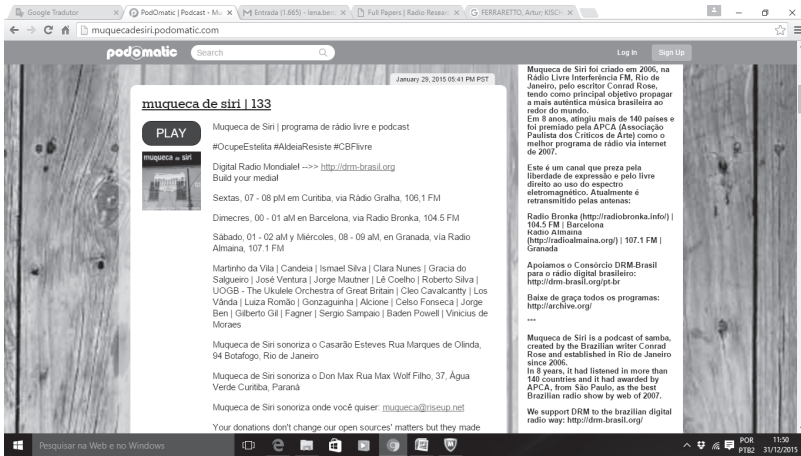 Google Tradutor
PodOmatic | Podcast - Mu
Entrada (1.665) - lena.ben
Full Papers | Radio Resear
FERRARETTO, Artur; KISCH
muquecadesiri.podomatic.com
podOmatic
Search
Log In
Sign Up
January 29, 2015 05:41 PM PST
muqueca de siri | 133
PLAY
muqueca de siri
Muqueca de Siri | programa de rádio livre e podcast
#OcupeEstelita #AldeiaResiste #CBFlivre
Digital Radio Mondiale! -->> http://drm-brasil.org
Build your media!
Sextas, 07 - 08 pM em Curitiba, via Rádio Gralha, 106,1 FM
Dimecres, 00 - 01 aM en Barcelona, via Radio Bronka, 104.5 FM
Sábado, 01 - 02 aM y Miércoles, 08 - 09 aM, en Granada, vía Radio
Almaina, 107.1 FM
Martinho da Vila | Candeia | Ismael Silva | Clara Nunes | Gracia do
Salgueiro | José Ventura | Jorge Mautner | Lê Coelho | Roberto Silva |
UOGB - The Ukulele Orchestra of Great Britain | Cleo Cavalcantty | Los
Vânda | Luiza Romão | Gonzaguinha | Alcione | Celso Fonseca | Jorge
Ben | Gilberto Gil | Fagner | Sergio Sampaio | Baden Powell | Vinicius de
Moraes
Muqueca de Siri sonoriza o Casarão Esteves Rua Marques de Olinda,
94 Botafogo, Rio de Janeiro
Muqueca de Siri sonoriza o Don Max Rua Max Wolf Filho, 37, Água
Verde Curitiba, Paraná
Muqueca de Siri sonoriza onde você quiser: muqueca@riseup.net
Your donations don't change our open sources' matters but they made
Muqueca de Siri foi criado em 2006, na
Rádio Livre Interferência FM, Rio de
Janeiro, pelo escritor Conrad Rose,
tendo como principal objetivo propagar
a mais autêntica música brasileira ao
redor do mundo.
Em 8 anos, atingiu mais de 140 países e
foi premiado pela APCA (Associação
Paulista dos Críticos de Arte) como o
melhor programa de rádio via internet
de 2007.
Este é um canal que preza pela
liberdade de expressão e pelo livre
direito ao uso do espectro
eletromagnético. Atualmente é
retransmitido pelas antenas:
Radio Bronka (http://radiobronka.info/) |
104.5 FM | Barcelona
Radio Almaina
(http://radioalmaina.org/) | 107.1 FM |
Granada
Apoiamos o Consórcio DRM-Brasil
para o rádio digital brasileiro:
http://drm-brasil.org/pt-br
Baixe de graça todos os programas:
http://archive.org/
***
Muqueca de Siri is a podcast of samba,
created by the Brazilian writer Conrad
Rose and established in Rio de Janeiro
since 2006.
In 8 years, it had listened in more than
140 countries and it had awarded by
APCA, from São Paulo, as the best
Brazilian radio show by web of 2007.
We support DRM to the brazilian digital
radio way: http://drm-brasil.org/
Pesquisar na Web e no Windows
POR
PTB2
11:50
31/12/2015